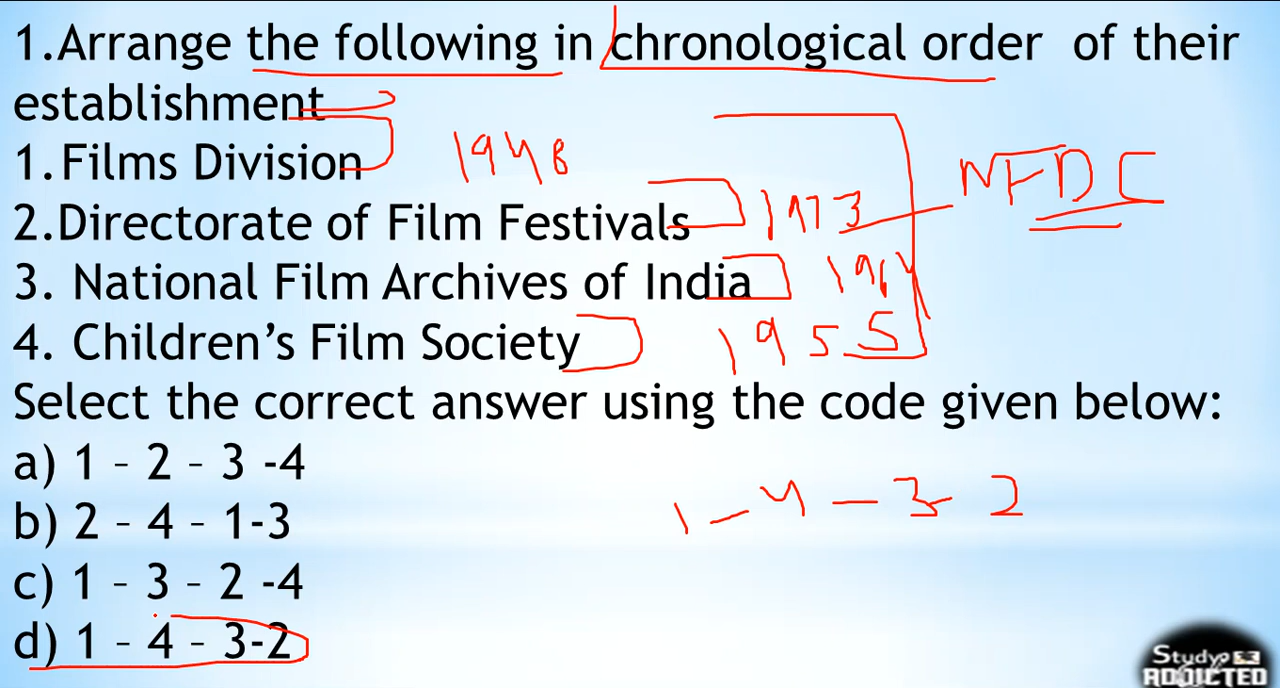 1.Arrange the following in chronological order of their
establishment
1.Films Division 1948
2.Directorate of Film Festivals 1973 NFDC
3. National Film Archives of India 1964
4. Children's Film Society 1955
Select the correct answer using the code given below:
a) 1 – 2 – 3 -4
b) 2 – 4 – 1-3
c) 1 – 3 – 2 -4
1 – 4 – 3 - 2
d) 1 – 4 – 3-2
Study
ADDICTED